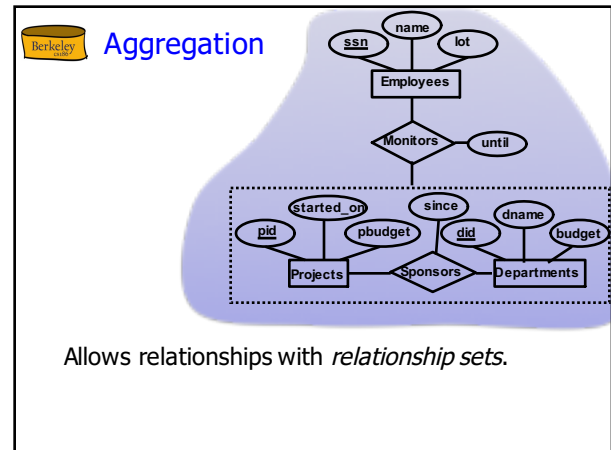 Berkeley
cs186
Aggregation
name
ssn
lot
Employees
Monitors
until
started_on
since
dname
pid
pbudget
did
budget
Projects
Sponsors
Departments
Allows relationships with relationship sets.